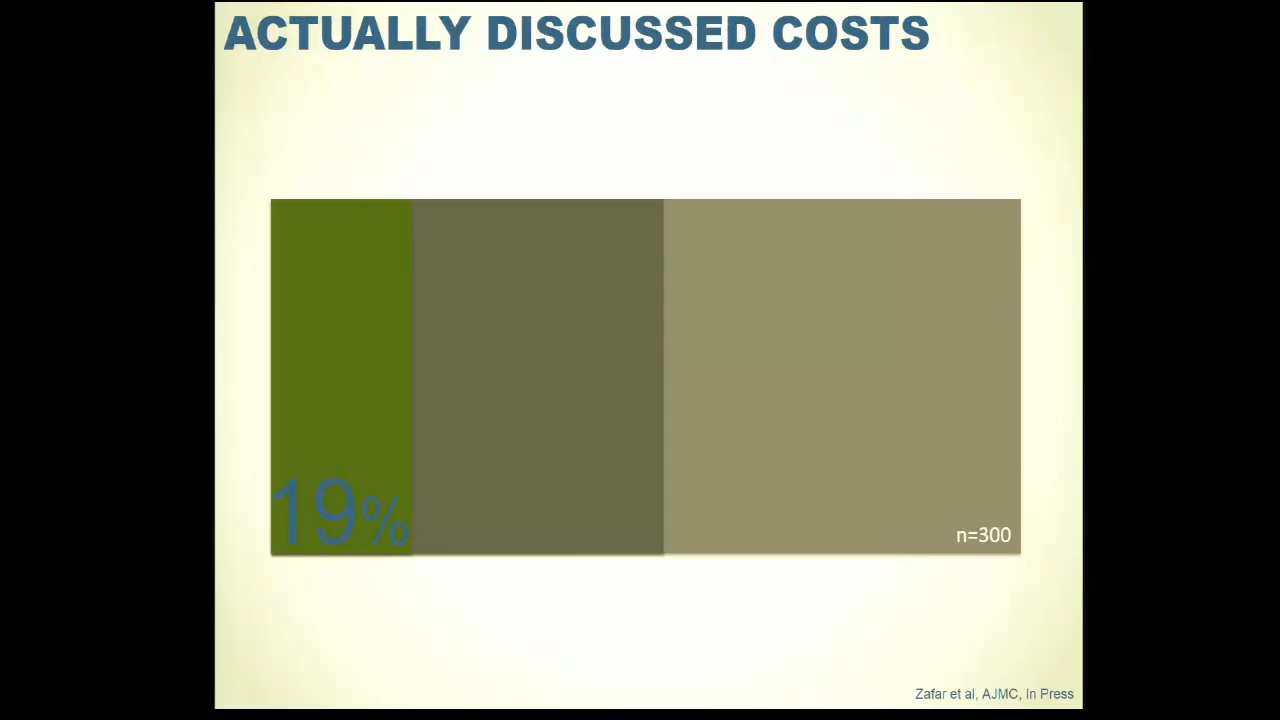 ACTUALLY DISCUSSED COSTS
19%
n=300
Zafar et al, AJMC, In Press